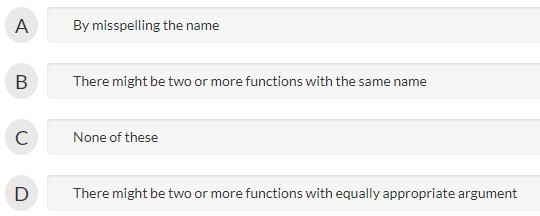 A By misspelling the name
B There might be two or more functions with the same name
C None of these
D There might be two or more functions with equally appropriate argument